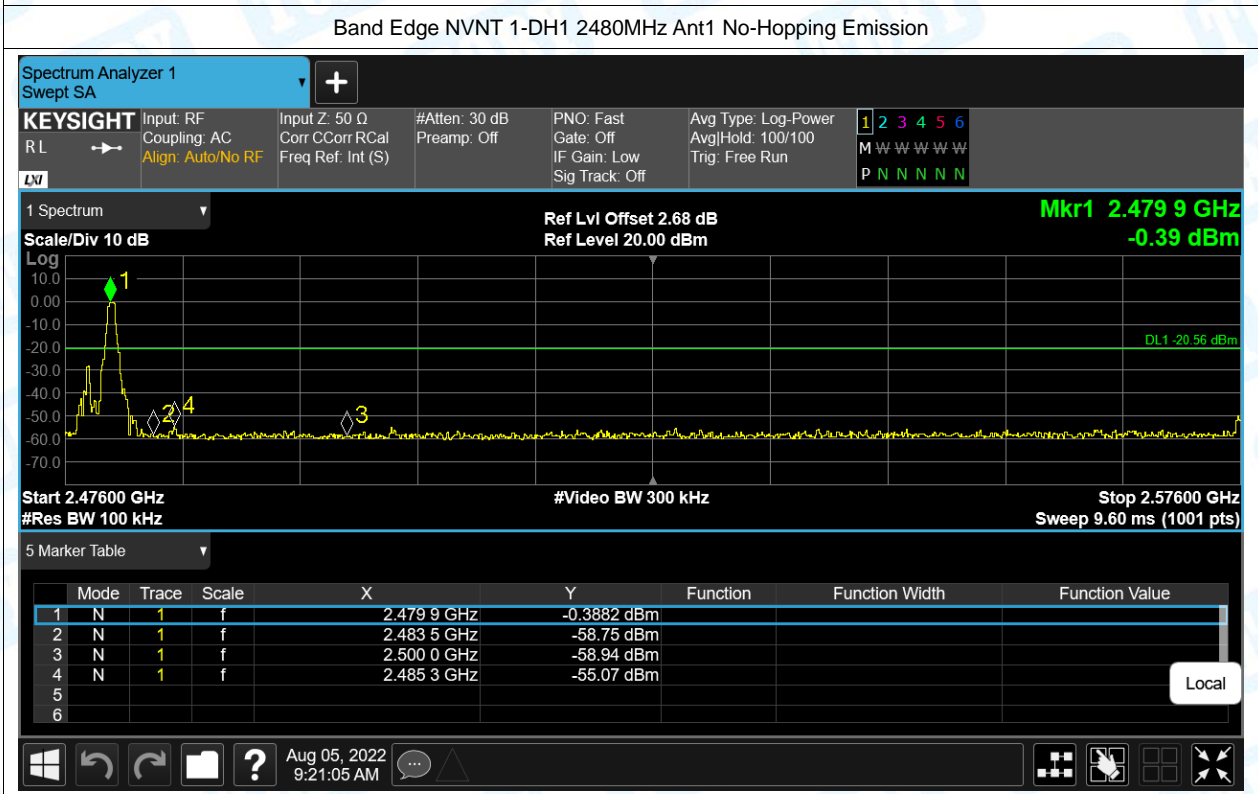 Band Edge NVNT 1-DH1 2480MHz Ant1 No-Hopping Emission
Spectrum Analyzer 1
Swept SA
+
KEYSIGHT
RL
LXI
Input: RF
Coupling: AC
Align: Auto/No RF
Input Z: 50 Ω
Corr CCorr RCal
Freq Ref: Int (S)
#Atten: 30 dB
Preamp: Off
PNO: Fast
Gate: Off
IF Gain: Low
Sig Track: Off
Avg Type: Log-Power
Avg|Hold: 100/100
Trig: Free Run
1 2 3 4 5 6
M W W W W W
P N N N N N
1 Spectrum
Scale/Div 10 dB
Ref Lvl Offset 2.68 dB
Ref Level 20.00 dBm
Mkr1 2.479 9 GHz
-0.39 dBm
Log
10.0
0.00
-10.0
-20.0
-30.0
-40.0
-50.0
-60.0
-70.0
1
DL1 -20.56 dBm
2
4
3
Start 2.47600 GHz
#Res BW 100 kHz
#Video BW 300 kHz
Stop 2.57600 GHz
Sweep 9.60 ms (1001 pts)
5 Marker Table
Mode Trace Scale X Y Function Function Width Function Value
1 N 1 f 2.479 9 GHz -0.3882 dBm
2 N 1 f 2.483 5 GHz -58.75 dBm
3 N 1 f 2.500 0 GHz -58.94 dBm
4 N 1 f 2.485 3 GHz -55.07 dBm
5
6
Local
?
Aug 05, 2022
9:21:05 AM